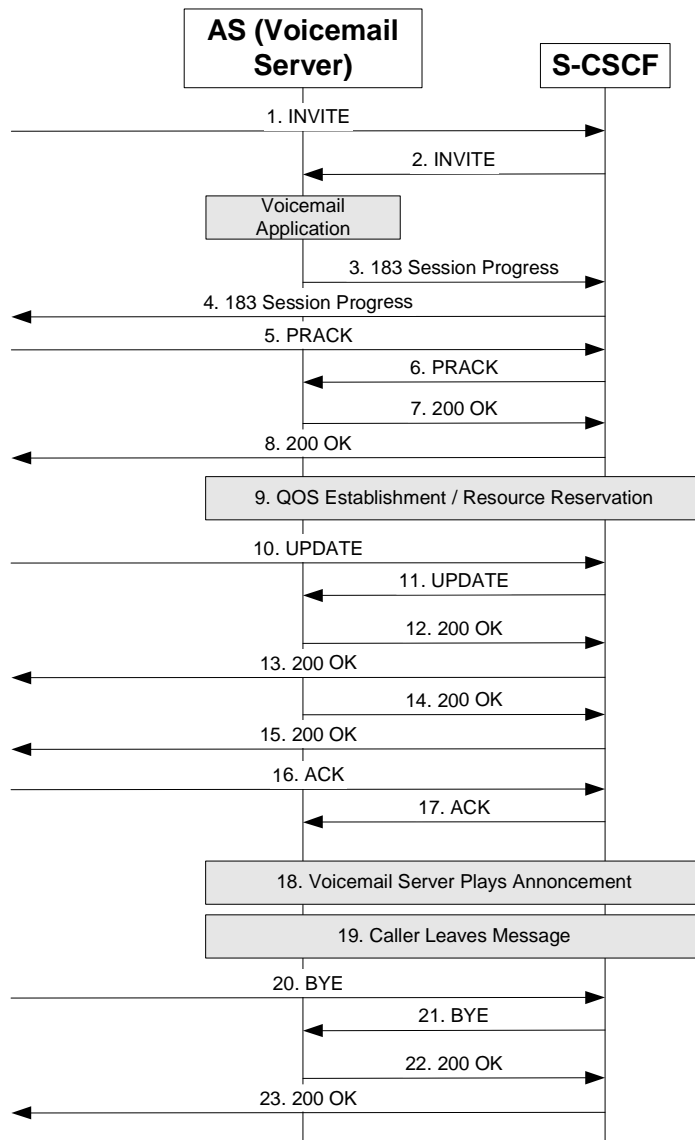 AS (Voicemail
Server)
S-CSCF
1. INVITE
2. INVITE
Voicemail
Application
3. 183 Session Progress
4. 183 Session Progress
5. PRACK
6. PRACK
7. 200 OK
8. 200 OK
9. QOS Establishment / Resource Reservation
10. UPDATE
11. UPDATE
12. 200 OK
13. 200 OK
14. 200 OK
15. 200 OK
16. ACK
17. ACK
18. Voicemail Server Plays Annoncement
19. Caller Leaves Message
20. BYE
21. BYE
22. 200 OK
23. 200 OK